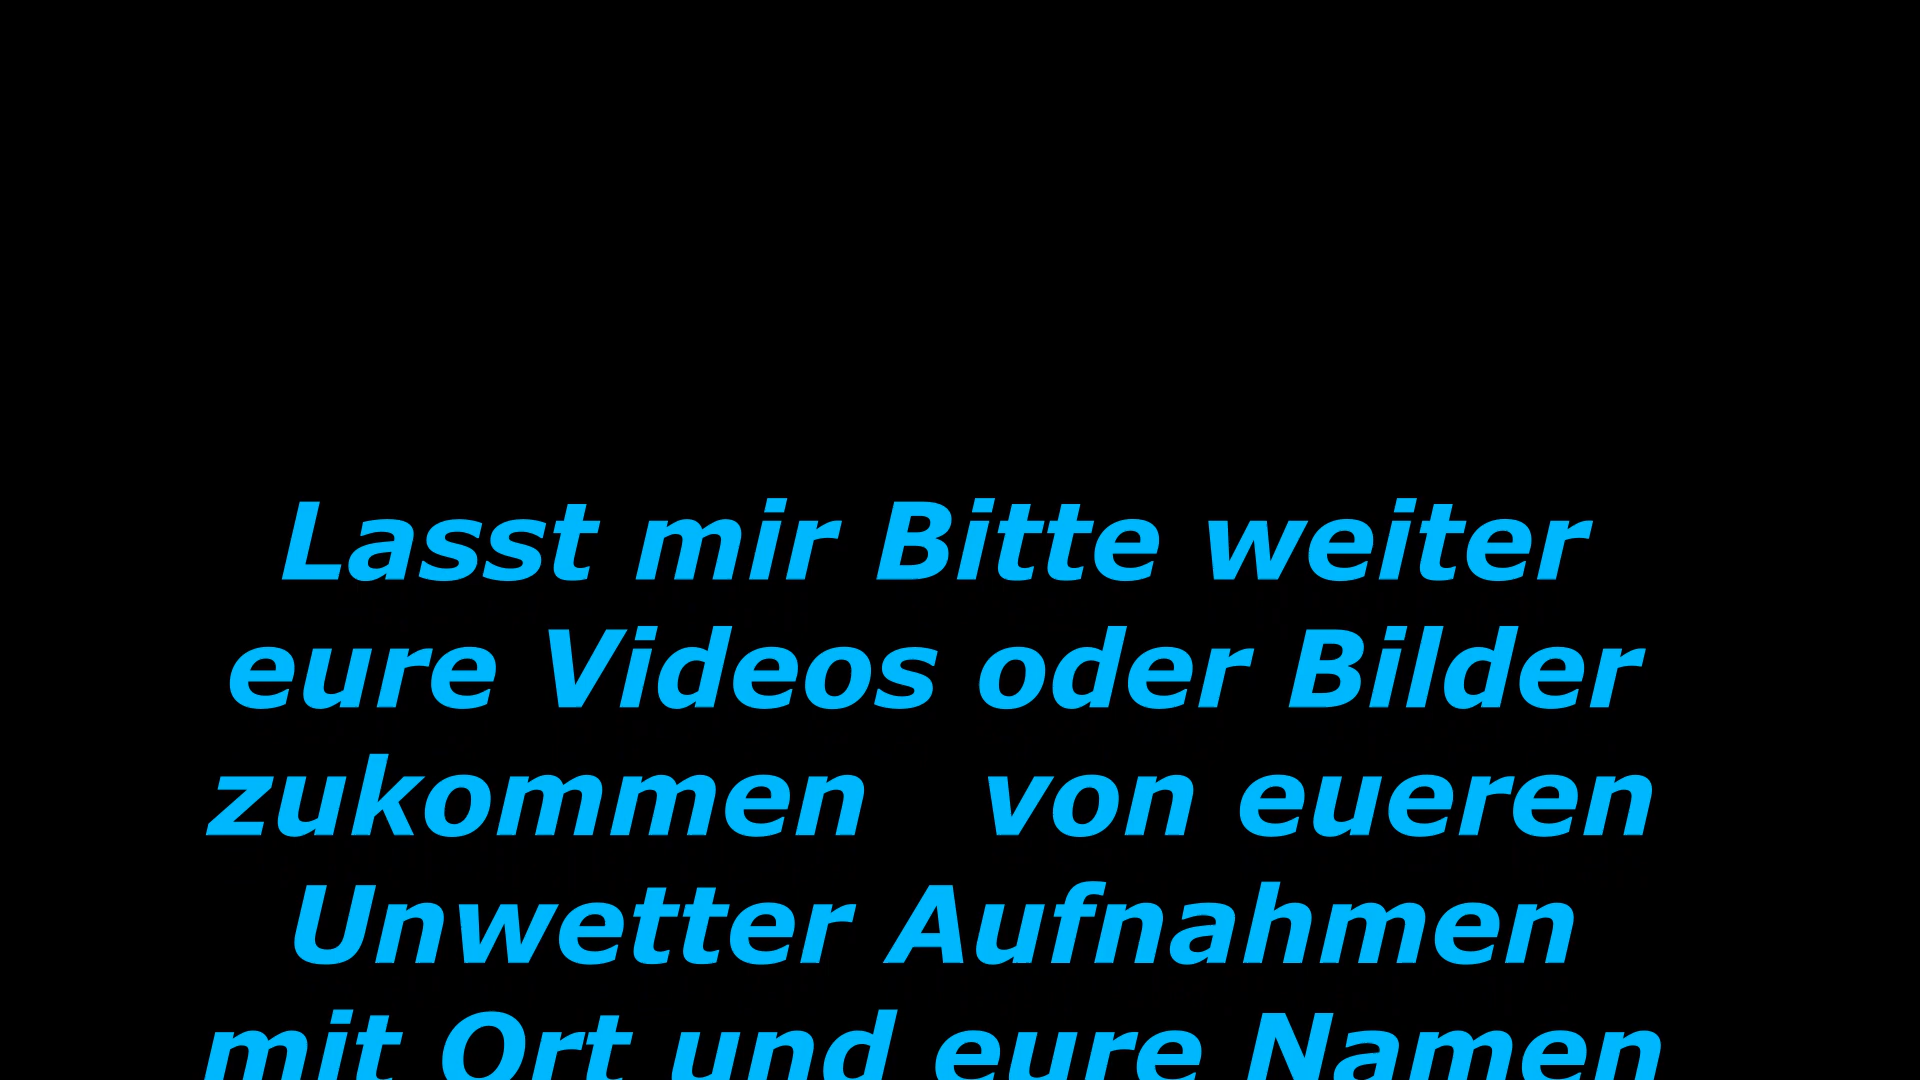 Lasst mir Bitte weiter
eure Videos oder Bilder
zukommen   von eueren
Unwetter Aufnahmen
mit Ort und eure Namen